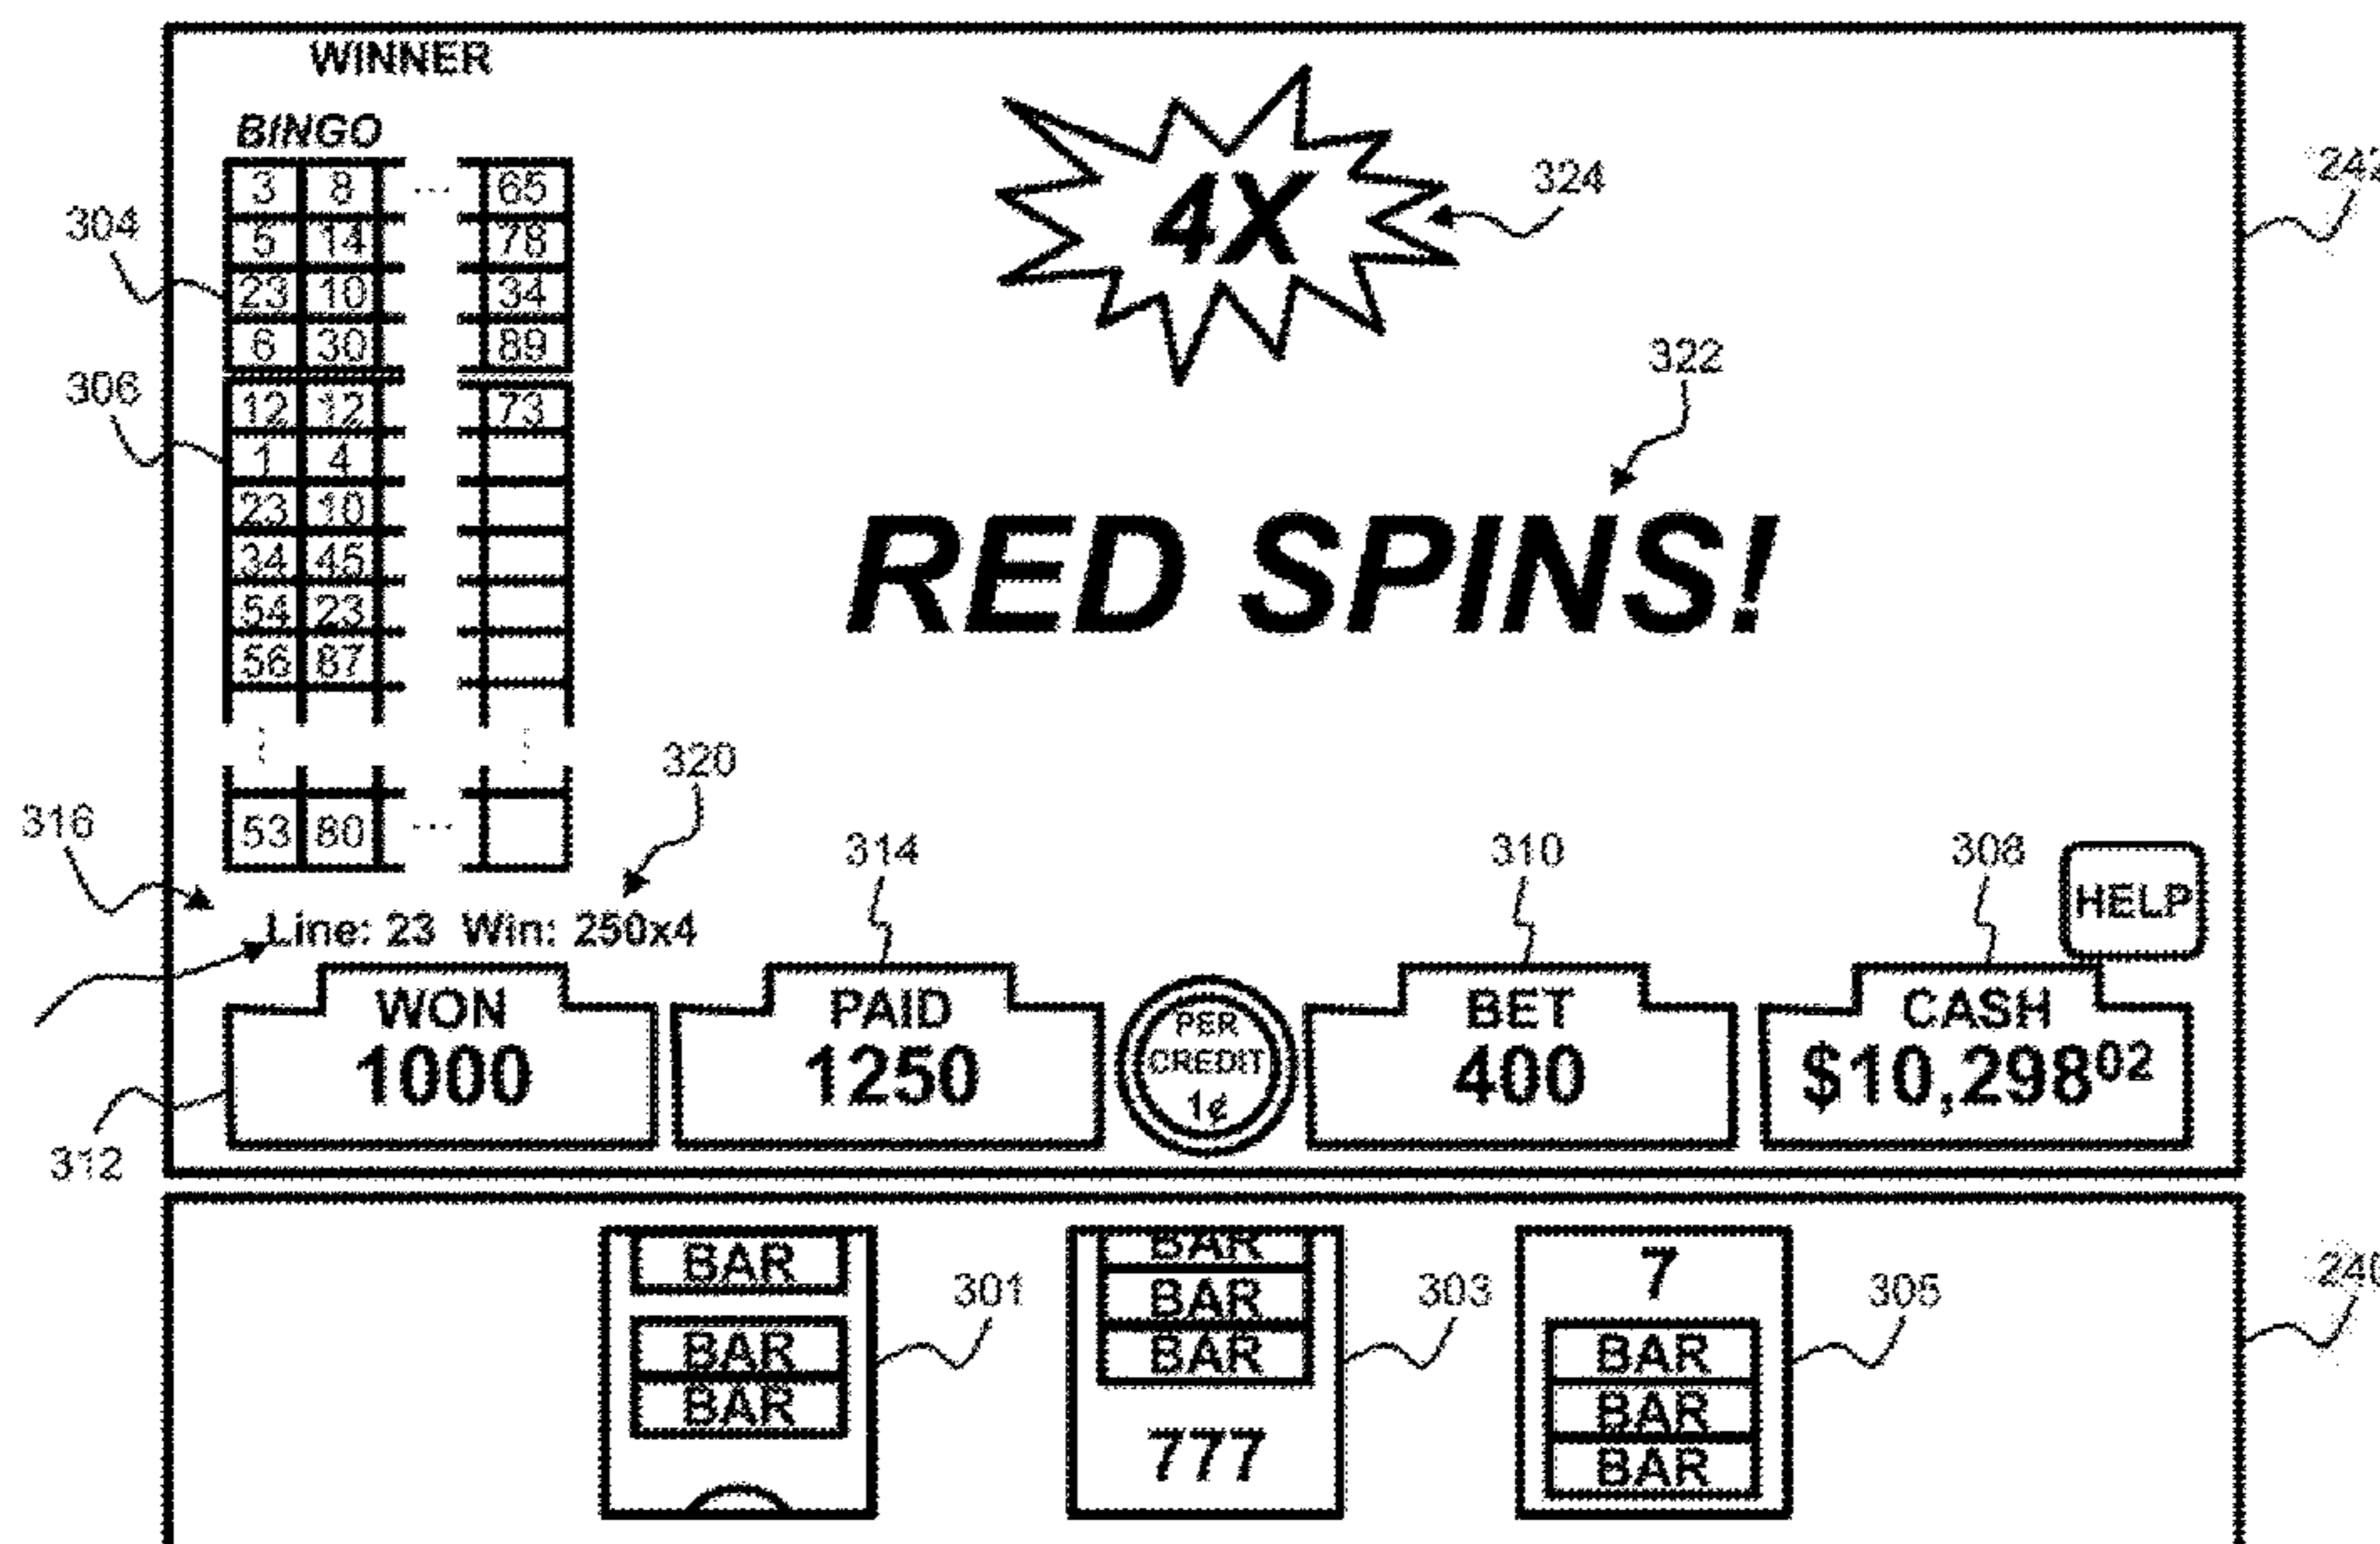 WINNER
BINGO
3 8 ... 65
5 14 78
23 10 34
6 30 89
12 12 73
1 4
23 10
34 45
54 23
56 87
53 80 ...
304
306
4X
324
242
322
RED SPINS!
320
316
314
310
308
HELP
Line: 23 Win: 250x4
WON
1000
PAID
1250
PER
CREDIT
1¢
BET
400
CASH
$10,298 02
312
BAR
BAR
BAR
301
BAR
BAR
BAR
777
303
7
BAR
BAR
BAR
305
240